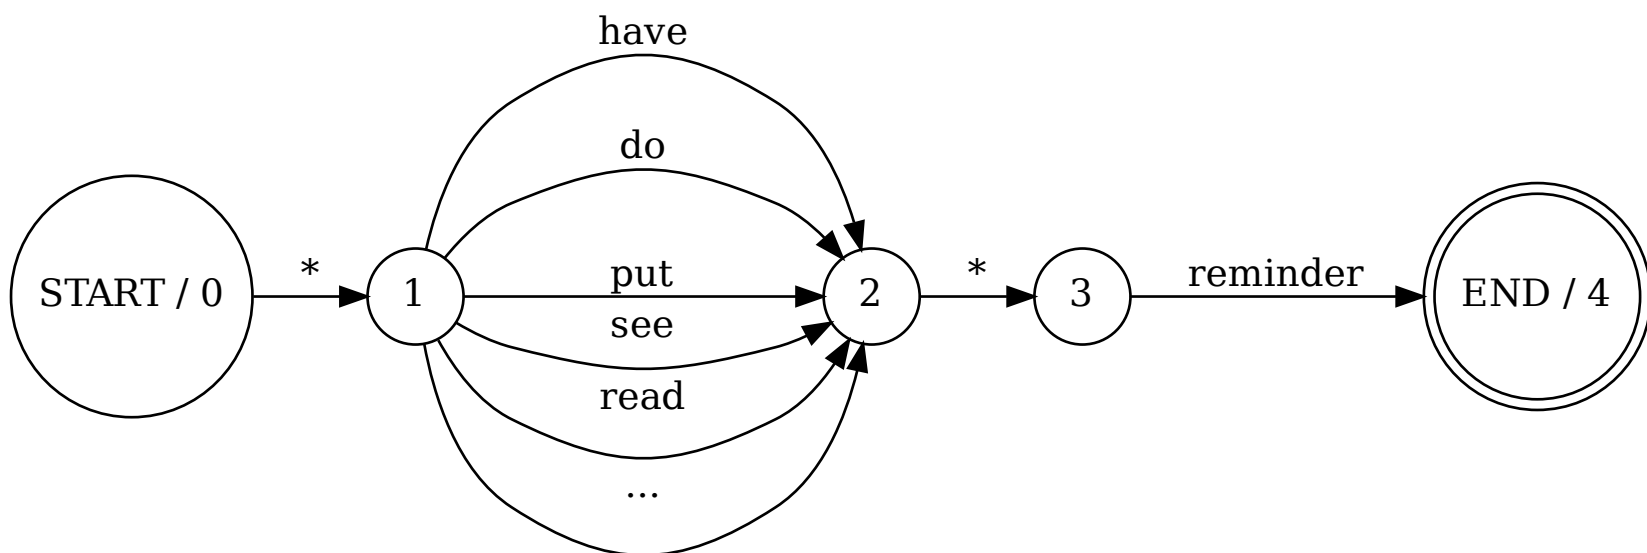 have
do
START / 0
*
1
put
2
*
3
reminder
END / 4
see
read
...